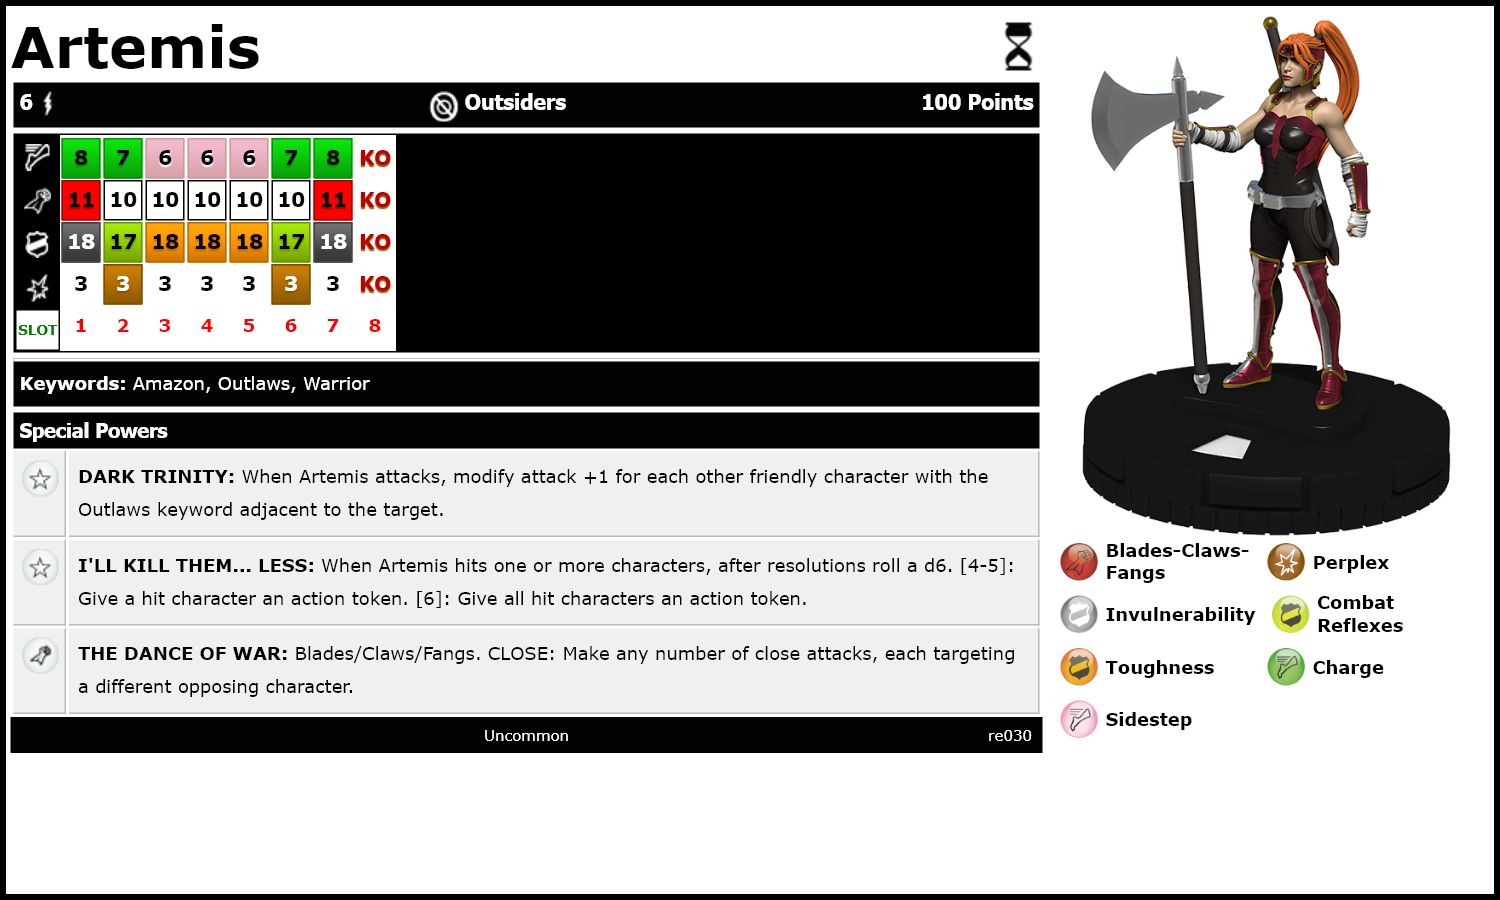 Artemis
6 Outsiders 100 Points
8 7 6 6 6 7 8 KO
11 10 10 10 10 10 11 KO
18 17 18 18 18 17 18 KO
3 3 3 3 3 3 3 KO
SLOT 1 2 3 4 5 6 7 8
Keywords: Amazon, Outlaws, Warrior
Special Powers
DARK TRINITY: When Artemis attacks, modify attack +1 for each other friendly character with the
Outlaws keyword adjacent to the target.
I'LL KILL THEM... LESS: When Artemis hits one or more characters, after resolutions roll a d6. [4-5]:
Give a hit character an action token. [6]: Give all hit characters an action token.
THE DANCE OF WAR: Blades/Claws/Fangs. CLOSE: Make any number of close attacks, each targeting
a different opposing character.
Uncommon re030
Blades-Claws-
Fangs
Perplex
Invulnerability
Combat
Reflexes
Toughness
Charge
Sidestep